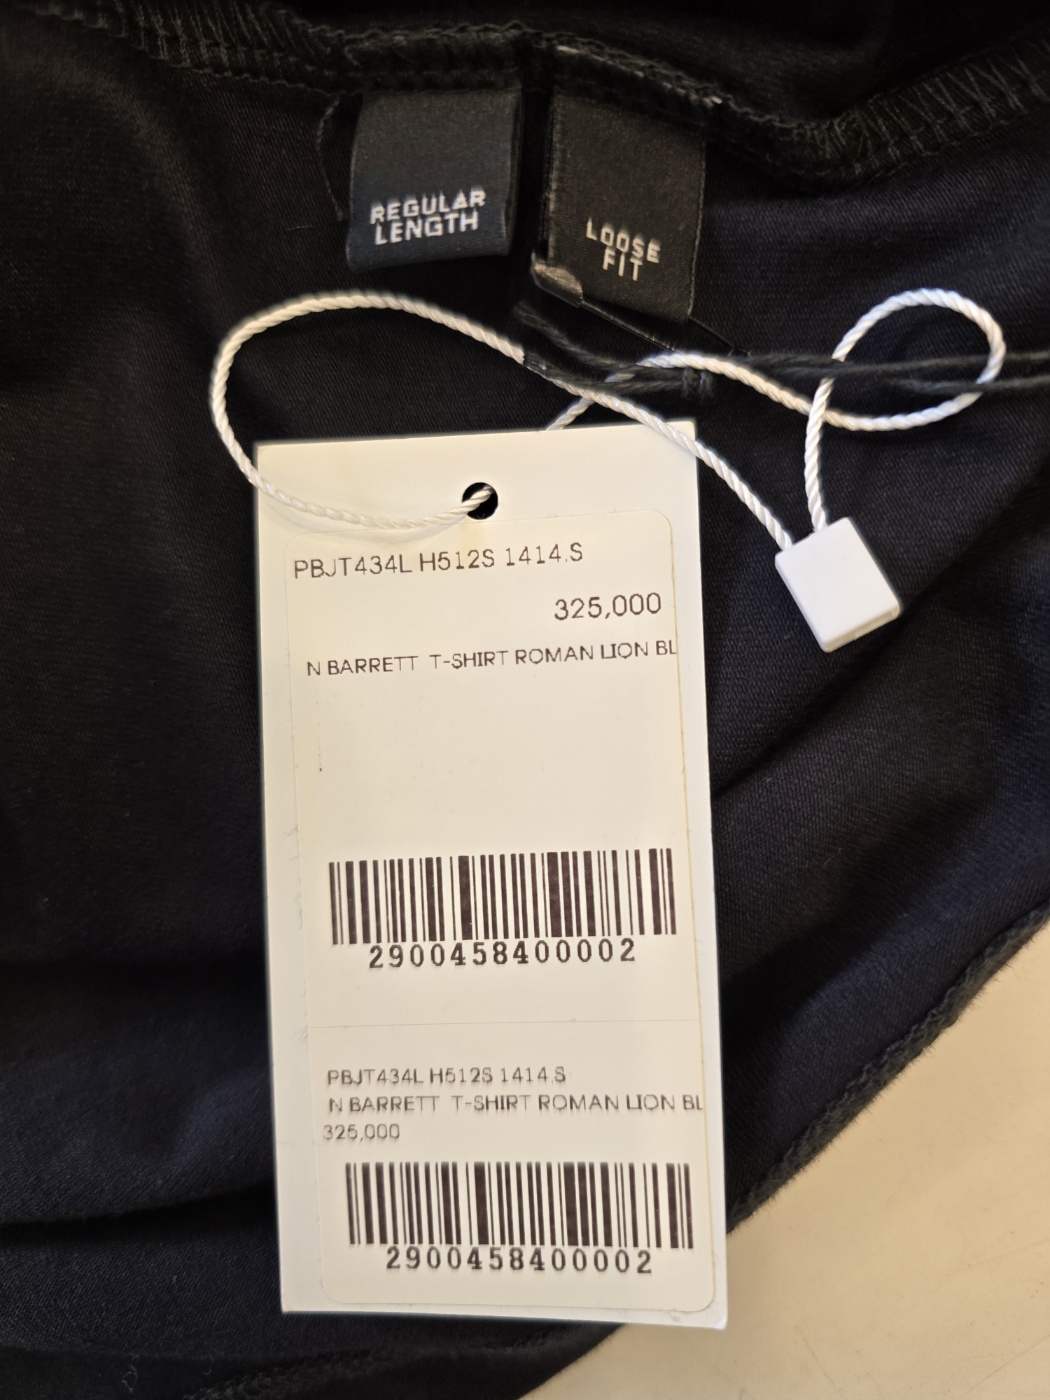 REGULAR
LENGTH
LOOSE
FIT
PBJT434L H512S 1414.S
325,000
N BARRETT T-SHIRT ROMAN LION BL
2900458400002
PBJT434L H512S 1414.S
N BARRETT T-SHIRT ROMAN LION BL
325,000
2900458400002